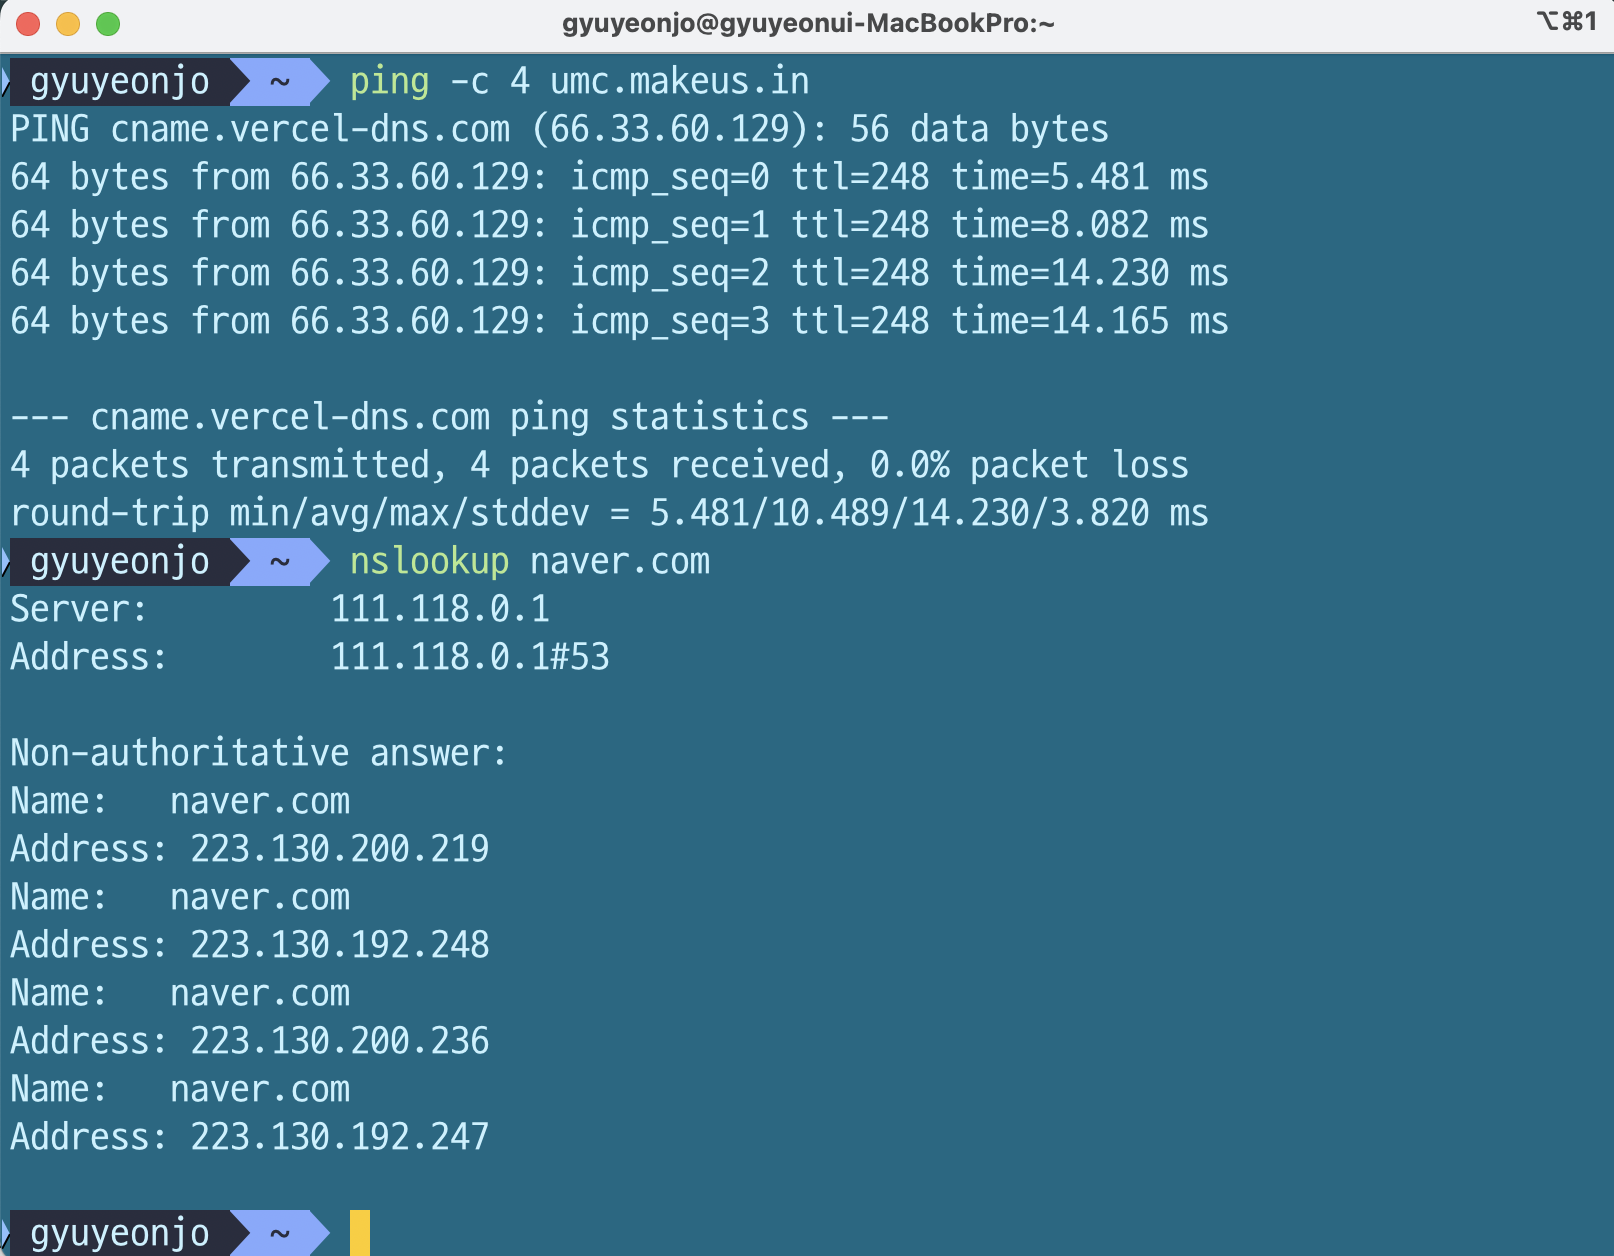 gyuyeonjo@gyuyeonui-MacBookPro:~ ⌥⌘1
gyuyeonjo ~ ping -c 4 umc.makeus.in
PING cname.vercel-dns.com (66.33.60.129): 56 data bytes
64 bytes from 66.33.60.129: icmp_seq=0 ttl=248 time=5.481 ms
64 bytes from 66.33.60.129: icmp_seq=1 ttl=248 time=8.082 ms
64 bytes from 66.33.60.129: icmp_seq=2 ttl=248 time=14.230 ms
64 bytes from 66.33.60.129: icmp_seq=3 ttl=248 time=14.165 ms
--- cname.vercel-dns.com ping statistics ---
4 packets transmitted, 4 packets received, 0.0% packet loss
round-trip min/avg/max/stddev = 5.481/10.489/14.230/3.820 ms
gyuyeonjo ~ nslookup naver.com
Server: 111.118.0.1
Address: 111.118.0.1#53
Non-authoritative answer:
Name: naver.com
Address: 223.130.200.219
Name: naver.com
Address: 223.130.192.248
Name: naver.com
Address: 223.130.200.236
Name: naver.com
Address: 223.130.192.247
gyuyeonjo ~